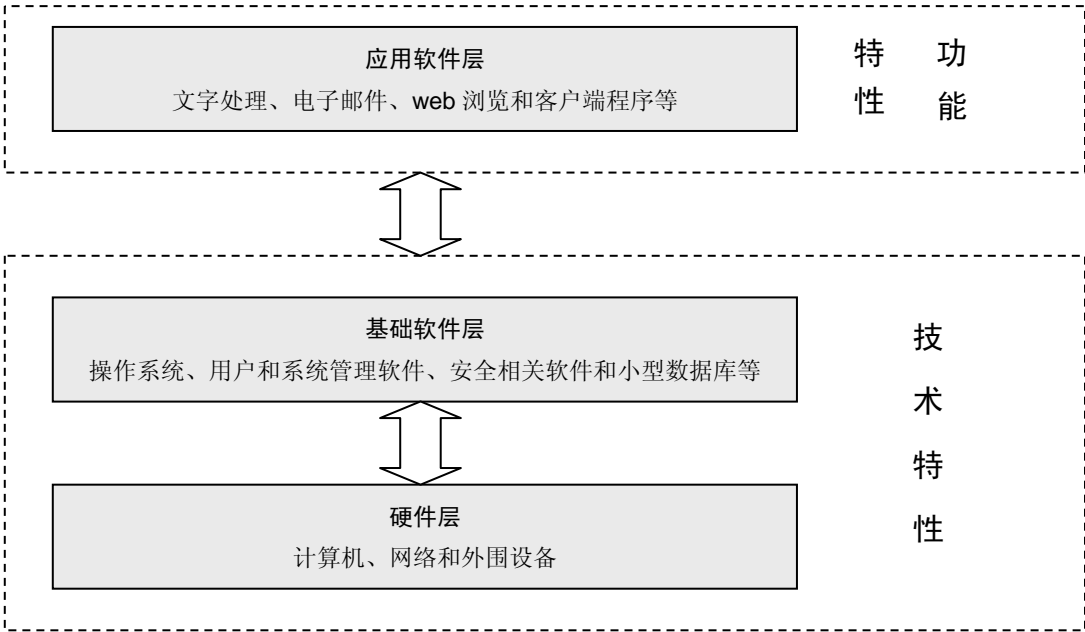 应用软件层
文字处理、电子邮件、web 浏览和客户端程序等
功能
特性
基础软件层
操作系统、用户和系统管理软件、安全相关软件和小型数据库等
硬件层
计算机、网络和外围设备
技术特性